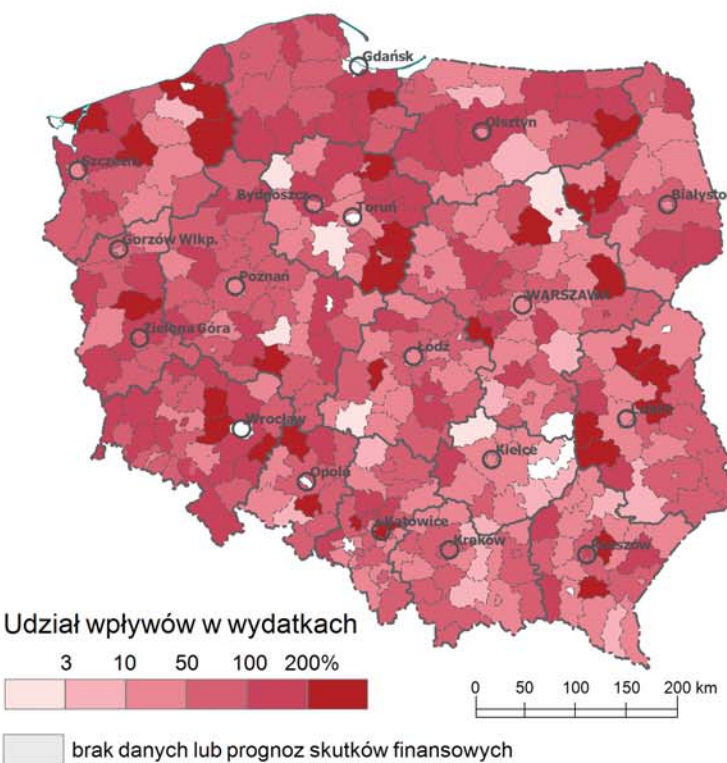 Gdańsk
Olsztyn
Szczecin
Bydgoszcz
Toruń
Białysto
Gorzów Wlkp.
Poznań
WARSZAWA
Zielona Góra
Łódź
Wrocław
Kielce
Opole
Katowice
Kraków
Rzeszów
Udział wpływów w wydatkach
3 10 50 100 200%
0 50 100 150 200 km
brak danych lub prognoz skutków finansowych